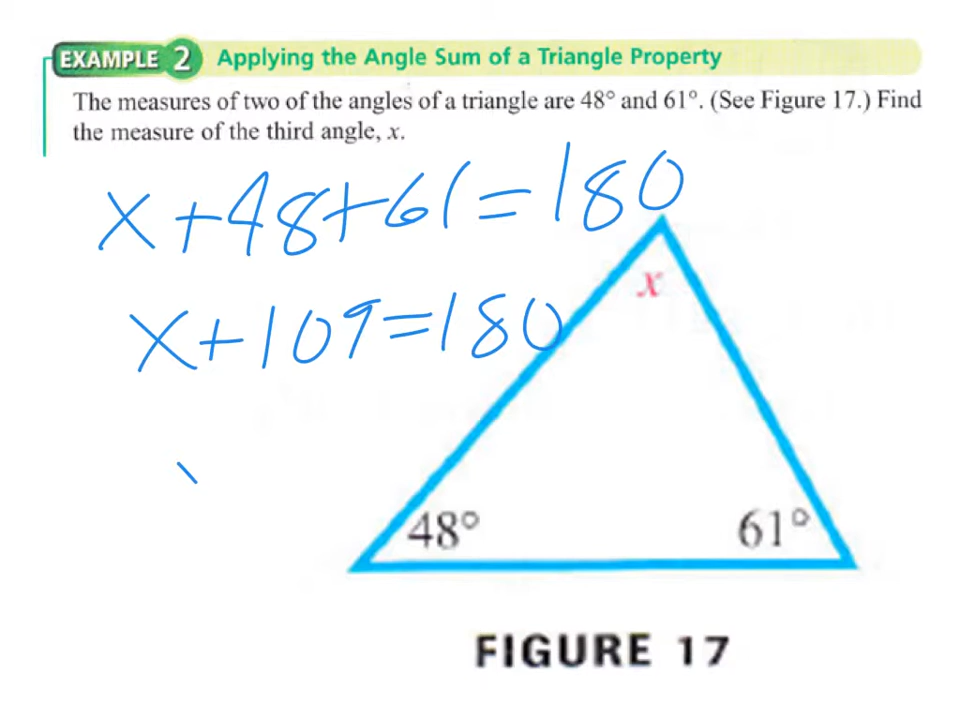 EXAMPLE 2 Applying the Angle Sum of a Triangle Property
The measures of two of the angles of a triangle are 48° and 61°. (See Figure 17.) Find
the measure of the third angle, x.
x+48+61=180
x
x+109=180
48° 61°
FIGURE 17